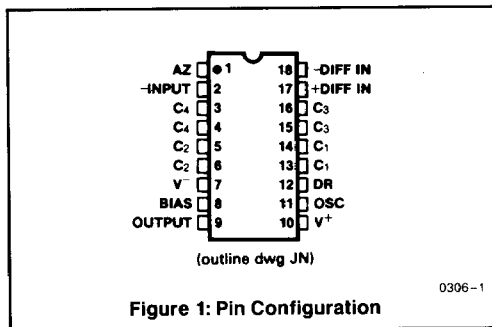 AZ 1 18 -DIFF IN
-INPUT 2 17 +DIFF IN
C₄ 3 16 C₃
C₄ 4 15 C₃
C₂ 5 14 C₁
C₂ 6 13 C₁
V⁻ 7 12 DR
BIAS 8 11 OSC
OUTPUT 9 10 V⁺
(outline dwg JN)
0306-1
Figure 1: Pin Configuration